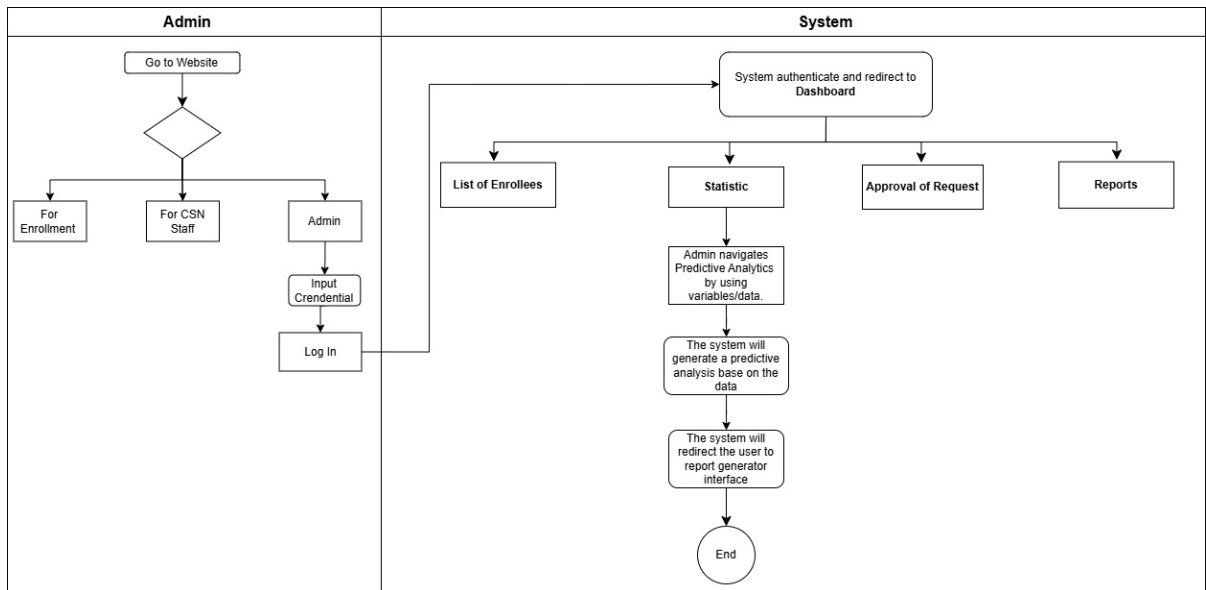 Admin
System
Go to Website
For
Enrollment
For CSN
Staff
Admin
Input
Crendential
Log In
System authenticate and redirect to
Dashboard
List of Enrollees
Statistic
Approval of Request
Reports
Admin navigates
Predictive Analytics
by using
variables/data.
The system will
generate a predictive
analysis base on the
data
The system will
redirect the user to
report generator
interface
End